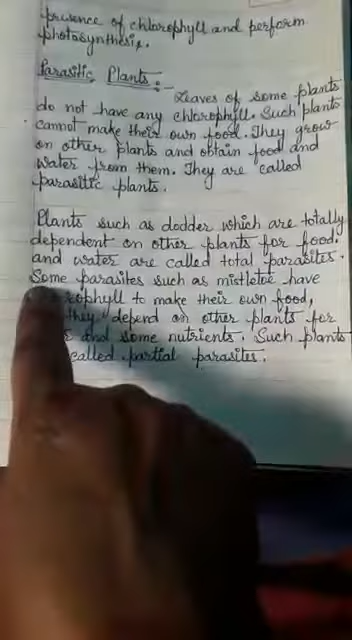 presence of chlorophyll and perform
photosynthesis.
Parasitic Plants:-
Leaves of some plants
do not have any chlorophyll. Such plants
cannot make their own food. They grow
on other plants and obtain food and
water from them. They are called
parasitic plants.
Plants such as dodder which are totally
dependent on other plants for food.
and water are called total parasites.
Some parasites such as mistletoe have
rophyll to make their own food,
they depend on other plants for
and some nutrients. Such plants
called partial parasites.